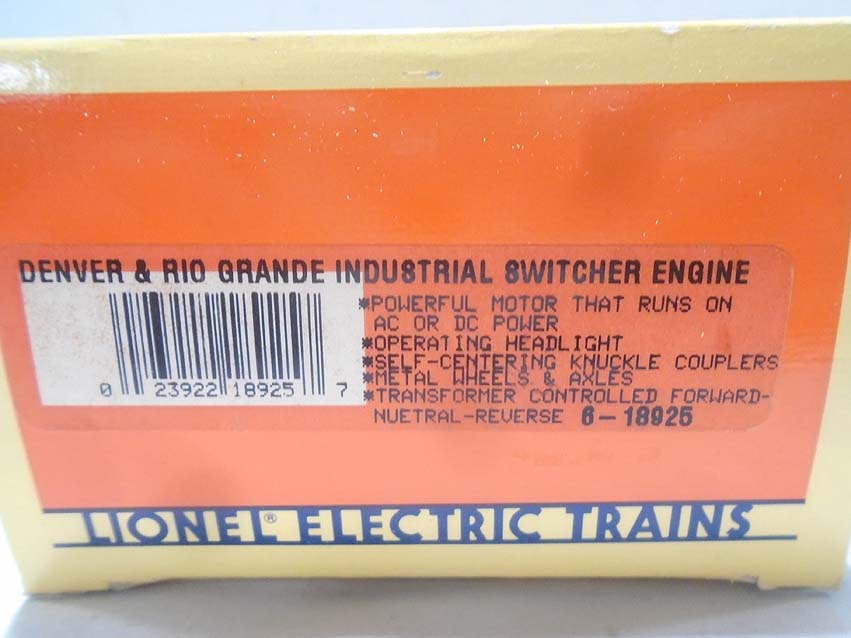 DENVER & RIO GRANDE INDUSTRIAL SWITCHER ENGINE
*POWERFUL MOTOR THAT RUNS ON
AC OR DC POWER
*OPERATING HEADLIGHT
*SELF-CENTERING KNUCKLE COUPLERS
*METAL WHEELS & AXLES
*TRANSFORMER CONTROLLED FORWARD-
NUETRAL-REVERSE 6-18925
0 23922 18925 7
LIONEL® ELECTRIC TRAINS